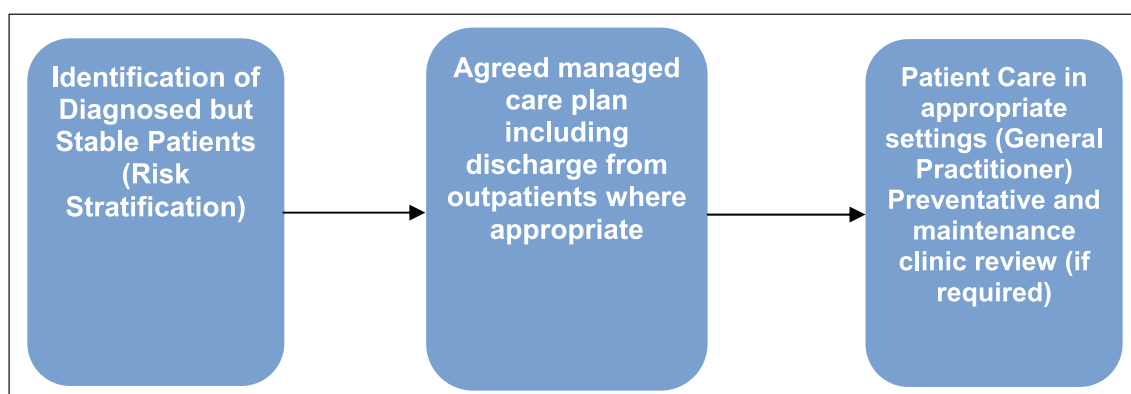 Identification of
Diagnosed but
Stable Patients
(Risk
Stratification)
Agreed managed
care plan
including
discharge from
outpatients where
appropriate
Patient Care in
appropriate
settings (General
Practitioner)
Preventative and
maintenance
clinic review (if
required)